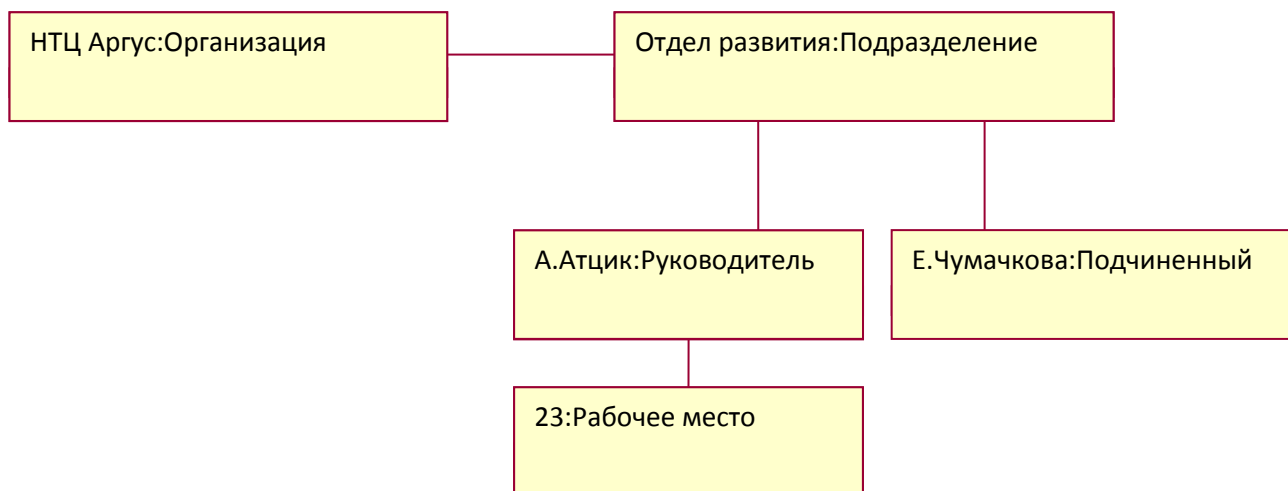 НТЦ Аргус:Организация
Отдел развития:Подразделение
А.Атцик:Руководитель
Е.Чумачкова:Подчиненный
23:Рабочее место